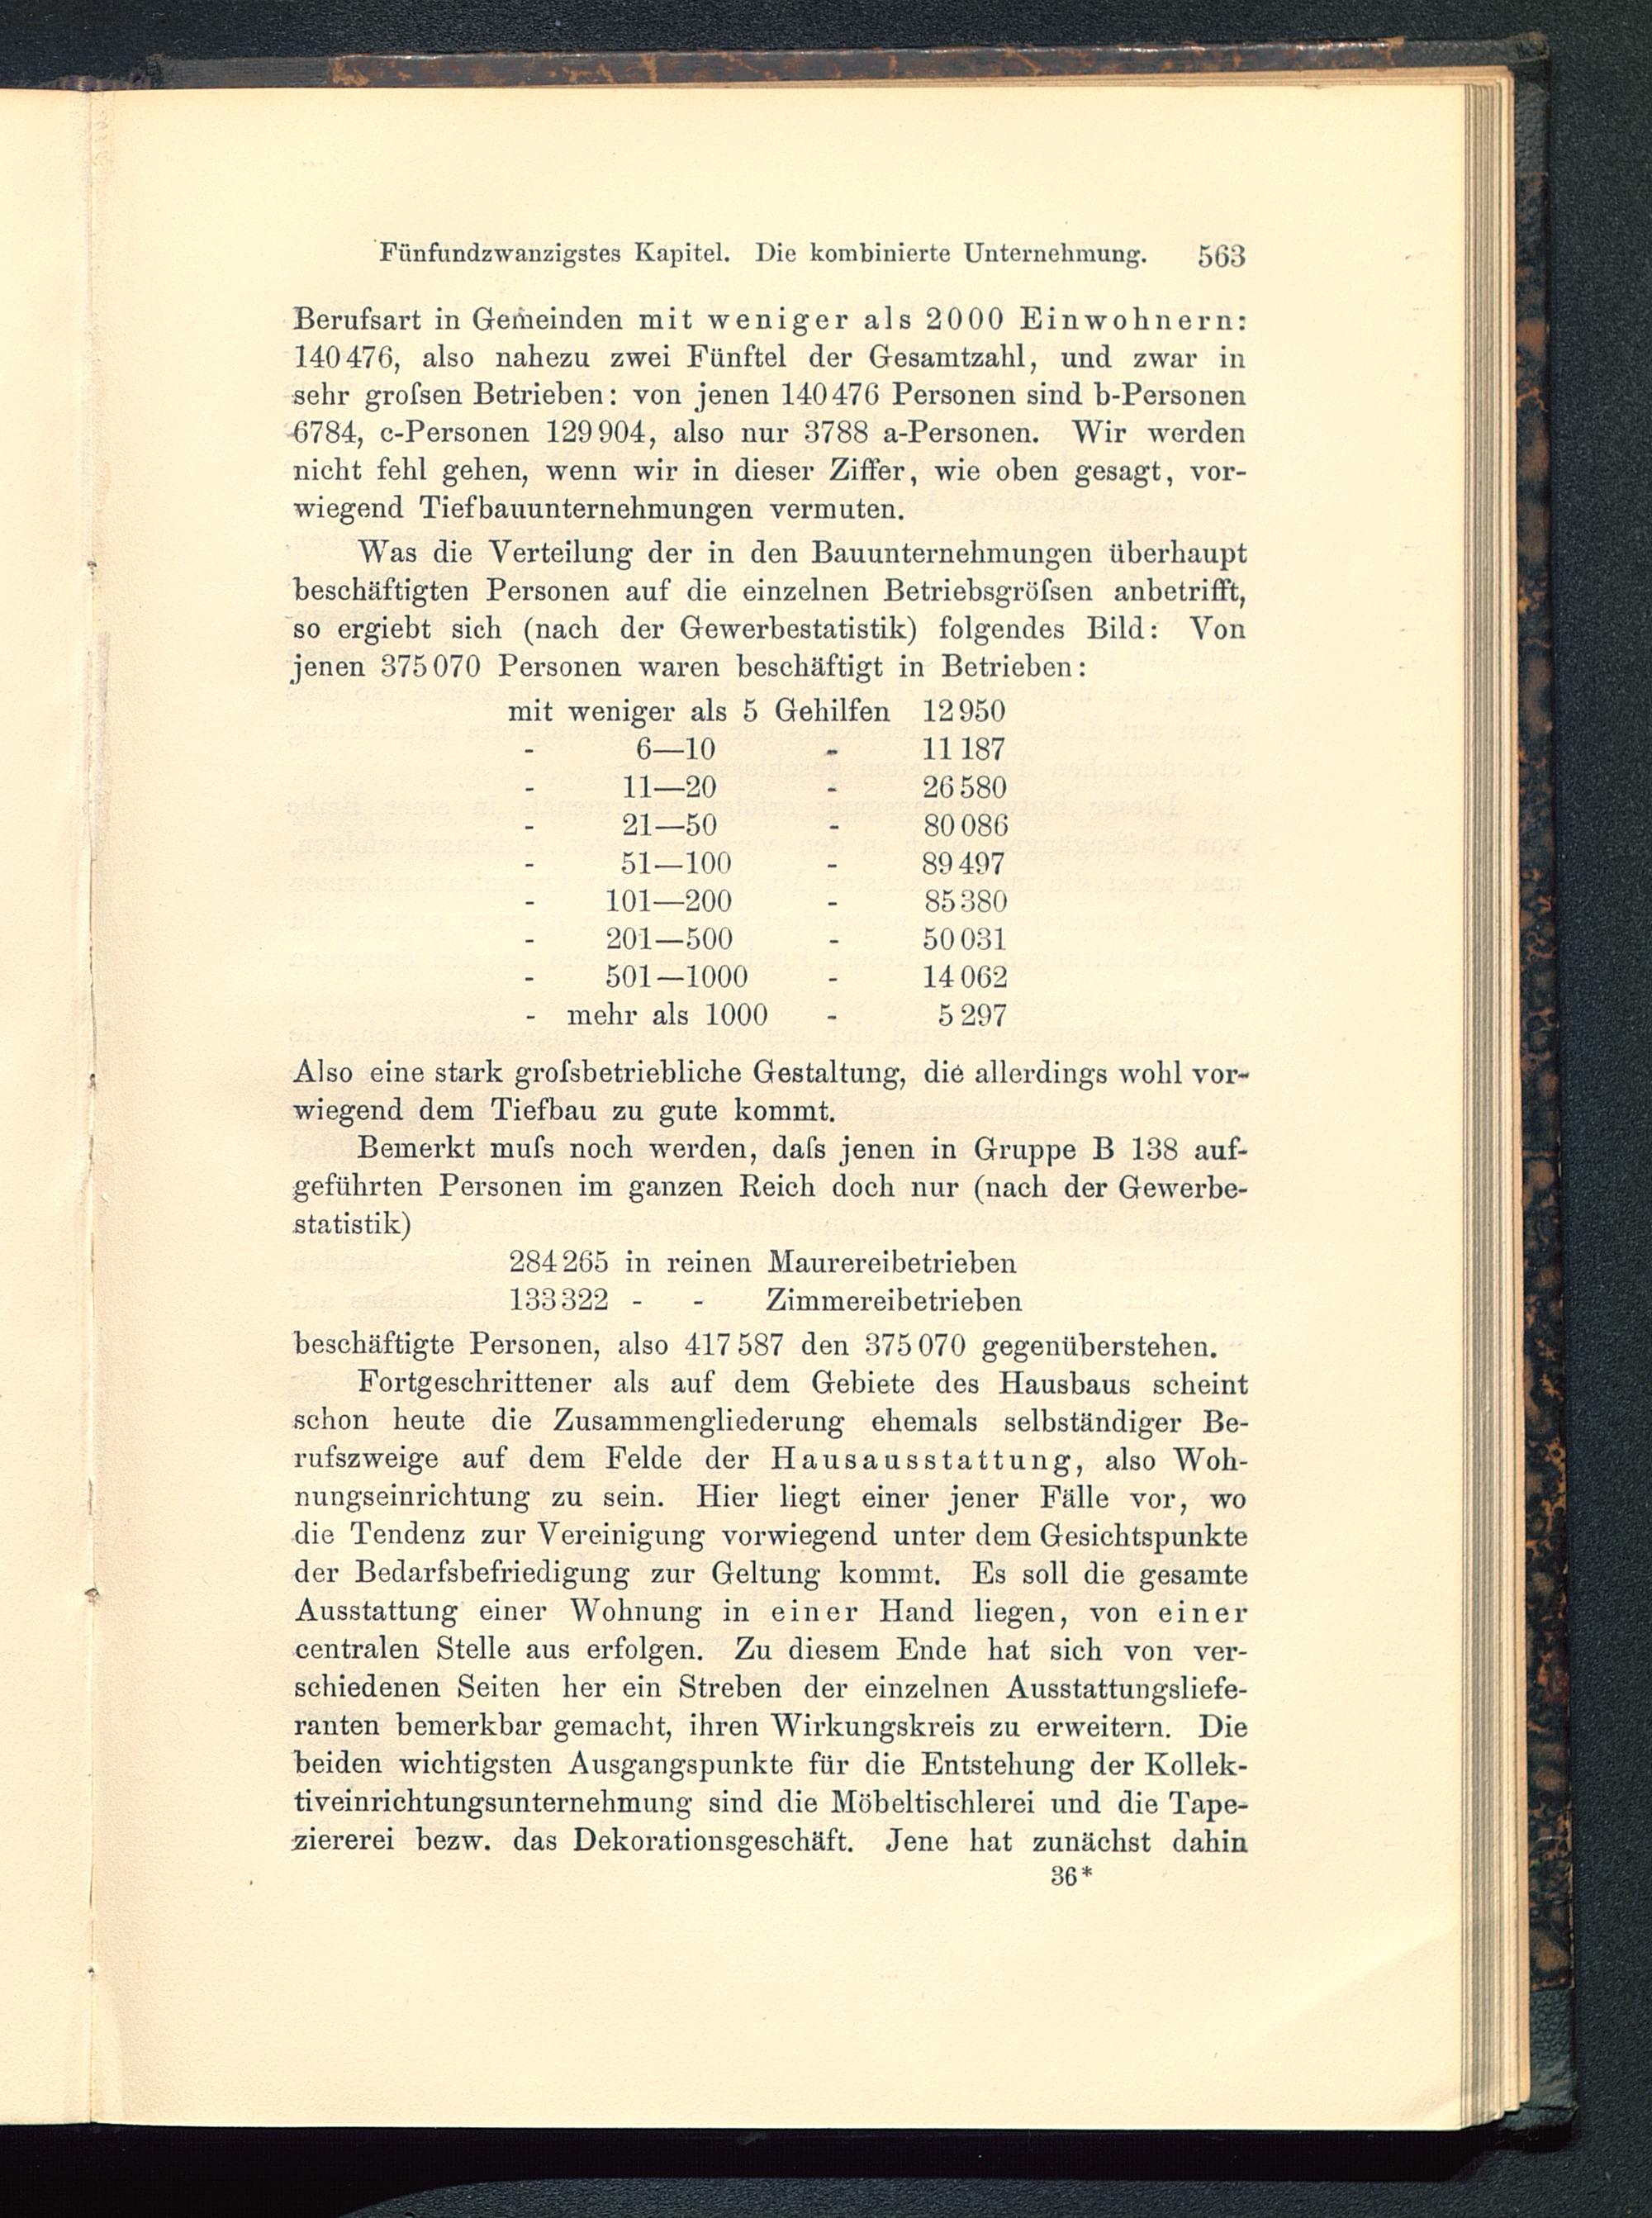 Fünfundzwanzigstes Kapitel. Die kombinierte Unternehmung. 563
Berufsart in Gemeinden mit weniger als 2000 Einwohnern:
140476, also nahezu zwei Fünftel der Gesamtzahl, und zwar in
sehr groſsen Betrieben: von jenen 140476 Personen sind b-Personen
6784, c-Personen 129904, also nur 3788 a-Personen. Wir werden
nicht fehl gehen, wenn wir in dieser Ziffer, wie oben gesagt, vor-
wiegend Tiefbauunternehmungen vermuten.
Was die Verteilung der in den Bauunternehmungen überhaupt
beschäftigten Personen auf die einzelnen Betriebsgröſsen anbetrifft,
so ergiebt sich (nach der Gewerbestatistik) folgendes Bild: Von
jenen 375070 Personen waren beschäftigt in Betrieben:
mit weniger als 5 Gehilfen 12950
- 6—10 - 11187
- 11—20 - 26580
- 21—50 - 80086
- 51—100 - 89497
- 101—200 - 85380
- 201—500 - 50031
- 501—1000 - 14062
- mehr als 1000 - 5297
Also eine stark groſsbetriebliche Gestaltung, die allerdings wohl vor-
wiegend dem Tiefbau zu gute kommt.
Bemerkt muſs noch werden, daſs jenen in Gruppe B 138 auf-
geführten Personen im ganzen Reich doch nur (nach der Gewerbe-
statistik)
284265 in reinen Maurereibetrieben
133322 - - Zimmereibetrieben
beschäftigte Personen, also 417587 den 375070 gegenüberstehen.
Fortgeschrittener als auf dem Gebiete des Hausbaus scheint
schon heute die Zusammengliederung ehemals selbständiger Be-
rufszweige auf dem Felde der Hausausstattung, also Woh-
nungseinrichtung zu sein. Hier liegt einer jener Fälle vor, wo
die Tendenz zur Vereinigung vorwiegend unter dem Gesichtspunkte
der Bedarfsbefriedigung zur Geltung kommt. Es soll die gesamte
Ausstattung einer Wohnung in einer Hand liegen, von einer
centralen Stelle aus erfolgen. Zu diesem Ende hat sich von ver-
schiedenen Seiten her ein Streben der einzelnen Ausstattungsliefe-
ranten bemerkbar gemacht, ihren Wirkungskreis zu erweitern. Die
beiden wichtigsten Ausgangspunkte für die Entstehung der Kollek-
tiveinrichtungsunternehmung sind die Möbeltischlerei und die Tape-
ziererei bezw. das Dekorationsgeschäft. Jene hat zunächst dahin
36*